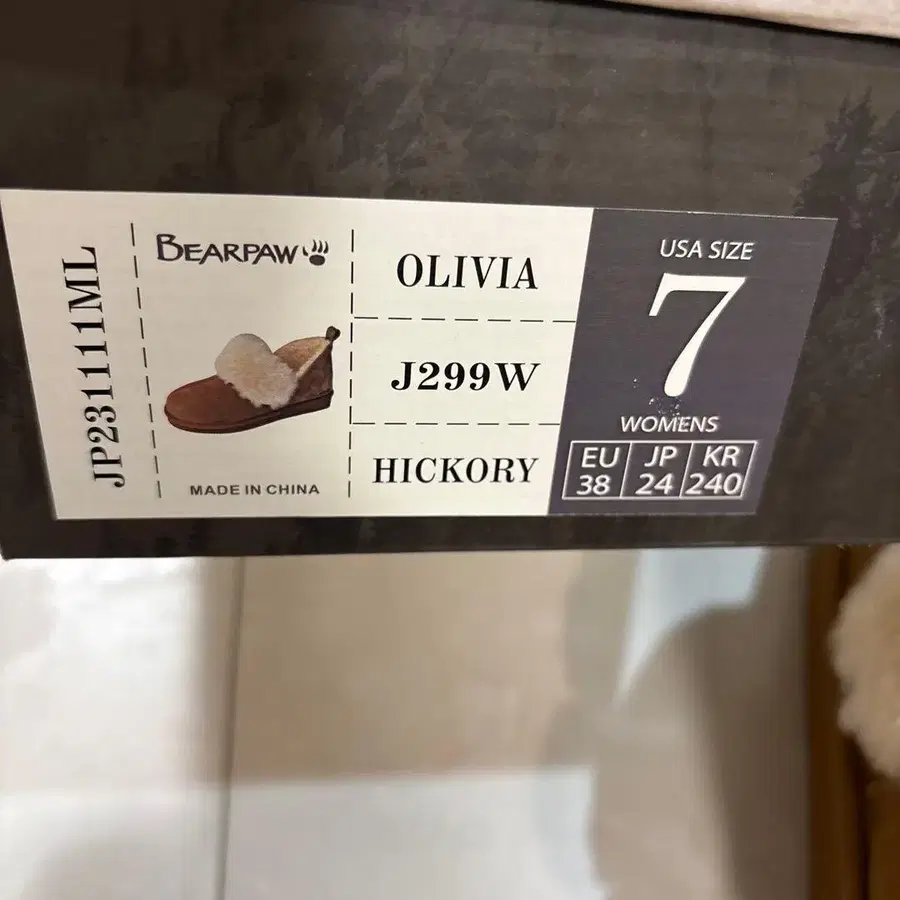 JP231111ML
BEARPAW
MADE IN CHINA
OLIVIA
J299W
HICKORY
USA SIZE
7
WOMENS
EU JP KR
38 24 240